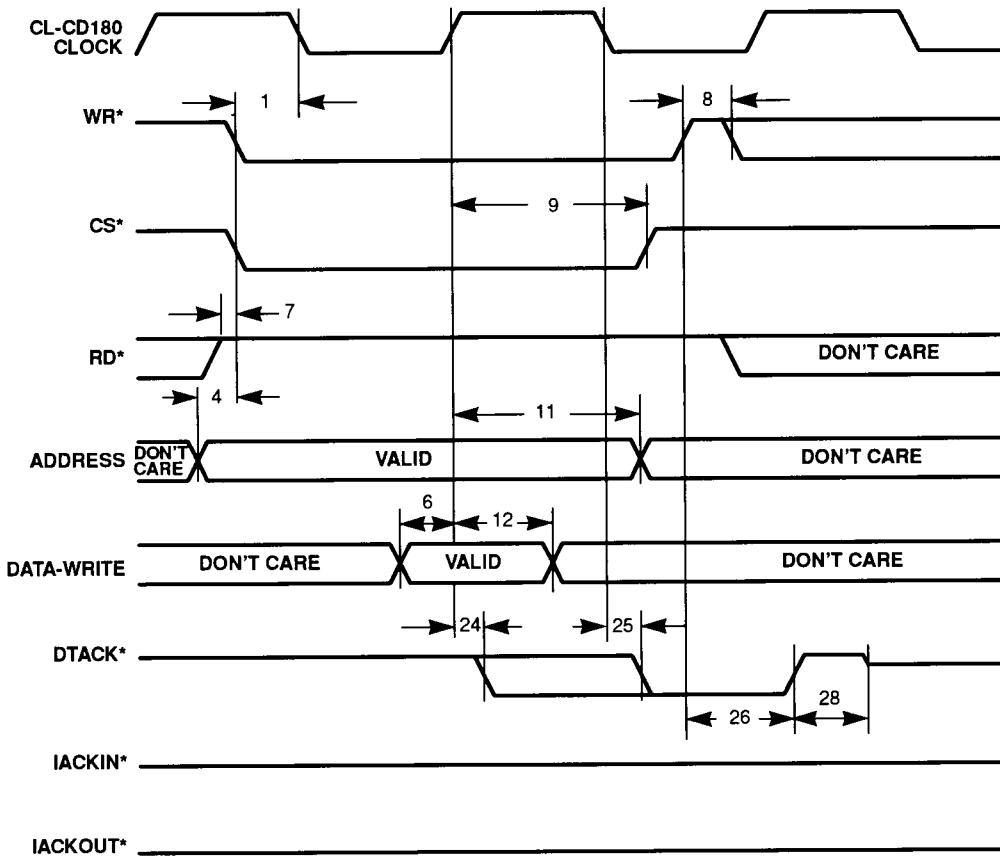 CL-CD180
CLOCK
1
8
WR*
9
CS*
7
RD*
DON'T CARE
4
11
ADDRESS
DON'T
CARE
VALID
DON'T CARE
6
12
DATA-WRITE
DON'T CARE
VALID
DON'T CARE
24
25
DTACK*
26
28
IACKIN*
IACKOUT*